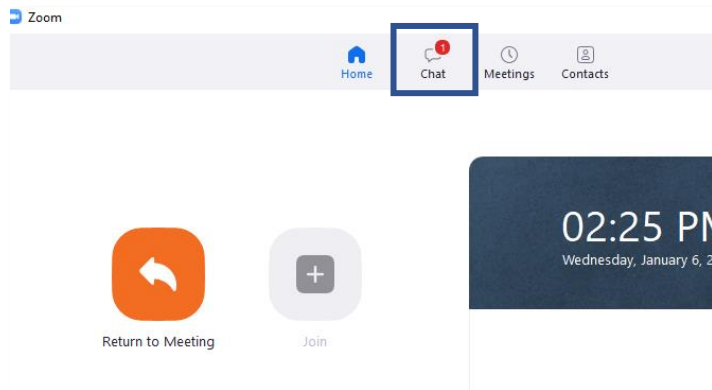 Zoom
1
Home Chat Meetings Contacts
02:25 PM
Wednesday, January 6, 2
Return to Meeting Join